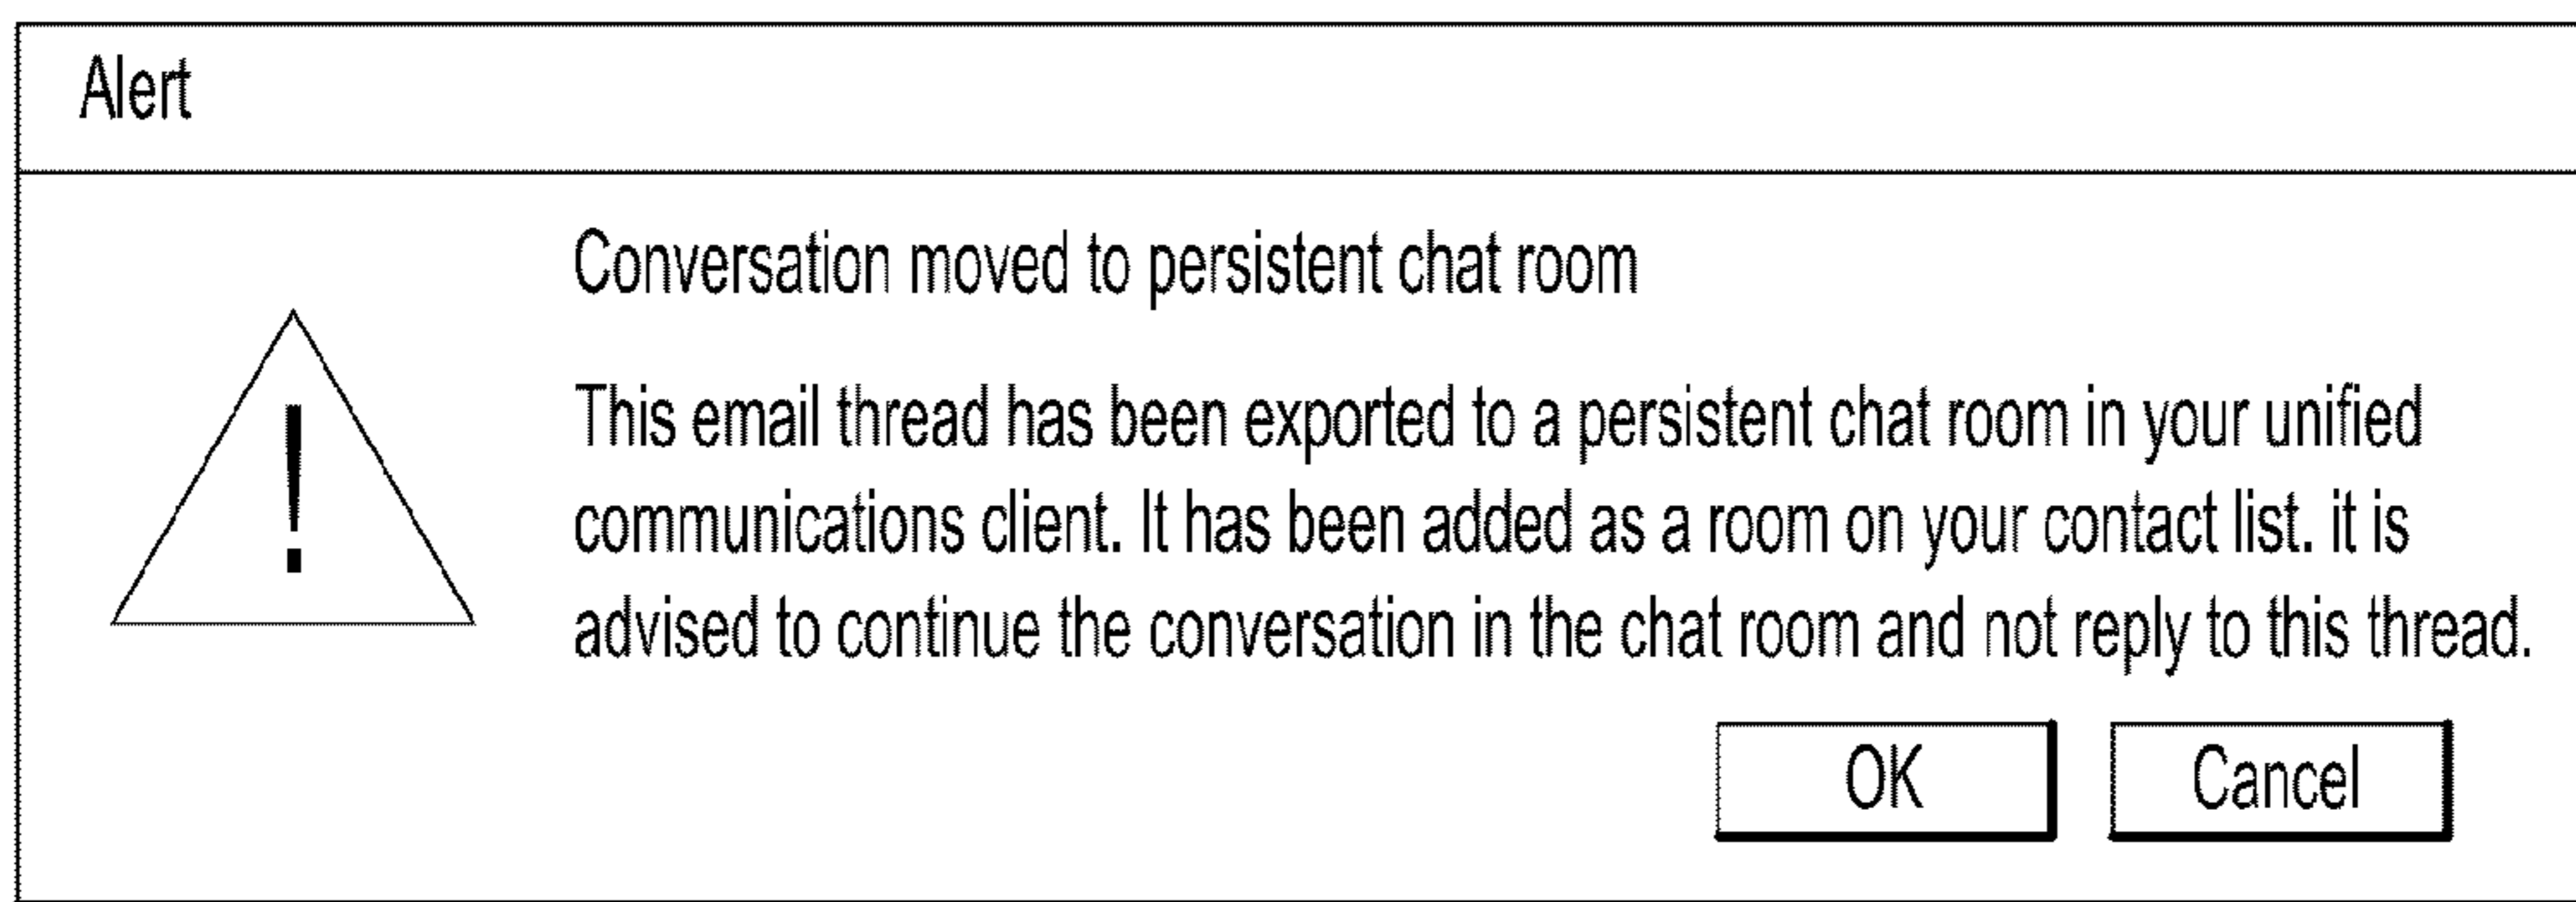 Alert
Conversation moved to persistent chat room
!
This email thread has been exported to a persistent chat room in your unified
communications client. It has been added as a room on your contact list. it is
advised to continue the conversation in the chat room and not reply to this thread.
OK Cancel